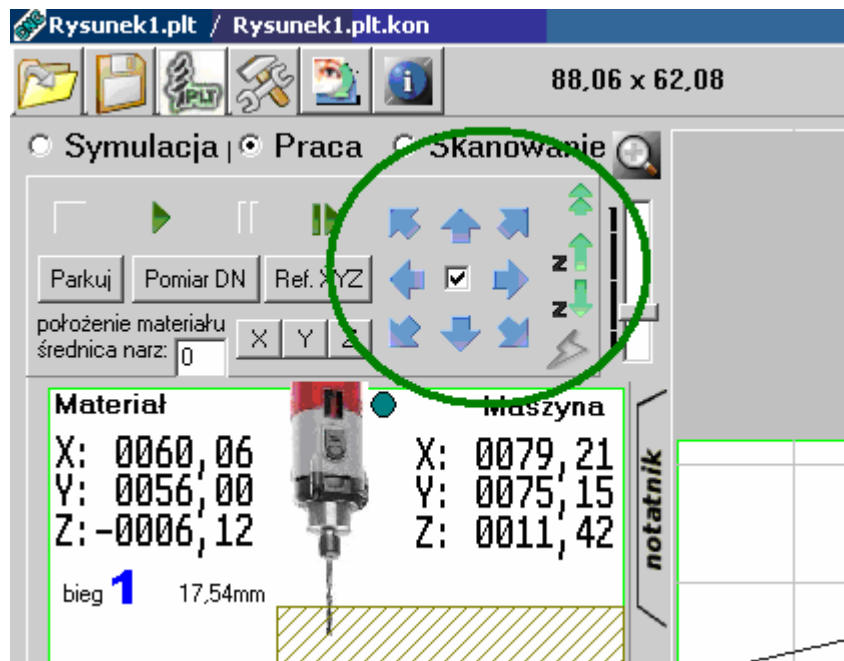 Rysunek1.plt / Rysunek1.plt.kon
PLT
88,06 x 62,08
Symulacja Praca Skanowanie
Parkuj Pomiar DN Ref. XYZ
Z
Z
położenie materiału
średnica narz: 0 X Y Z
Materiał Maszyna
X: 0060,06 X: 0079,21
Y: 0056,00 Y: 0075,15
Z:-0006,12 Z: 0011,42
bieg 1 17,54mm
notatnik